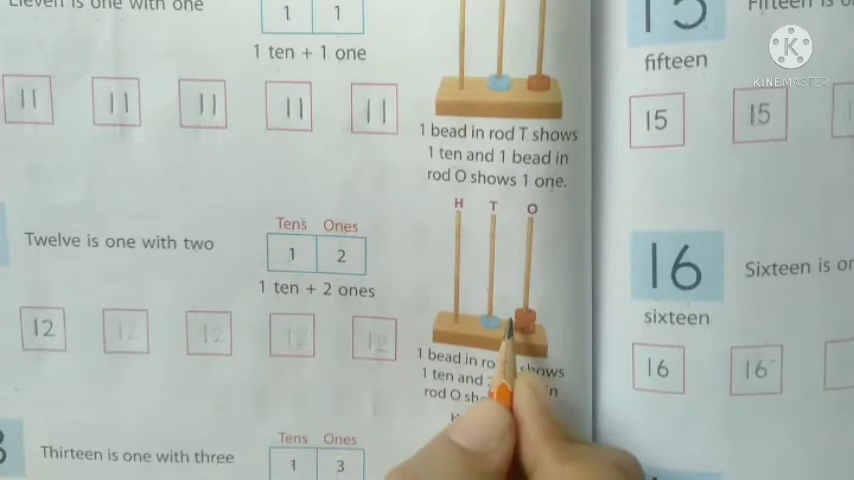 Eleven is one with one
1 1
1 ten + 1 one
11 11 11 11 11
1 bead in rod T shows
1 ten and 1 bead in
rod O shows 1 one.
H T O
Tens Ones
Twelve is one with two
1 2
1 ten + 2 ones
12 12 12 12 12
1 bead in shows
1 ten and
rod O
Tens Ones
Thirteen is one with three
1 3
15
Fifteen is
fifteen
15 15
16
Sixteen is
sixteen
16 16
K
KINEMASTER